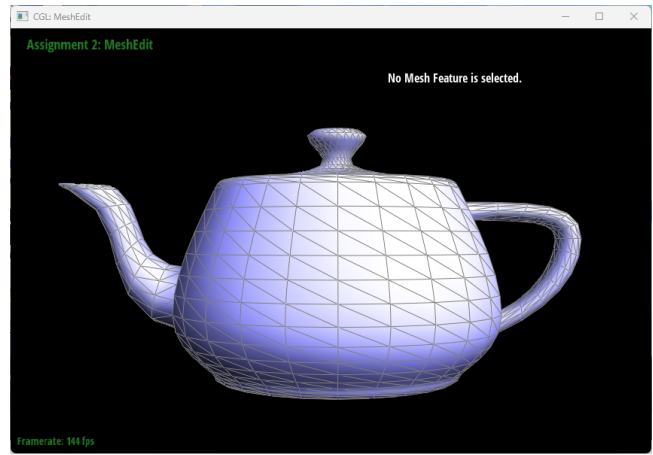 CGL: MeshEdit
Assignment 2: MeshEdit
No Mesh Feature is selected.
Framerate: 144 fps